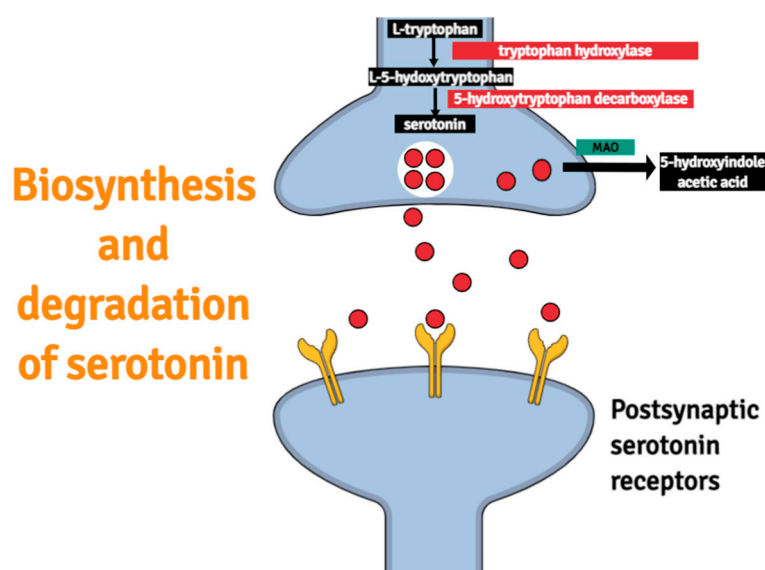 L-tryptophan
tryptophan hydroxylase
L-5-hydoxytryptophan
5-hydroxytryptophan decarboxylase
serotonin
MAO
5-hydroxyindole
acetic acid
Biosynthesis
and
degradation
of serotonin
Postsynaptic
serotonin
receptors